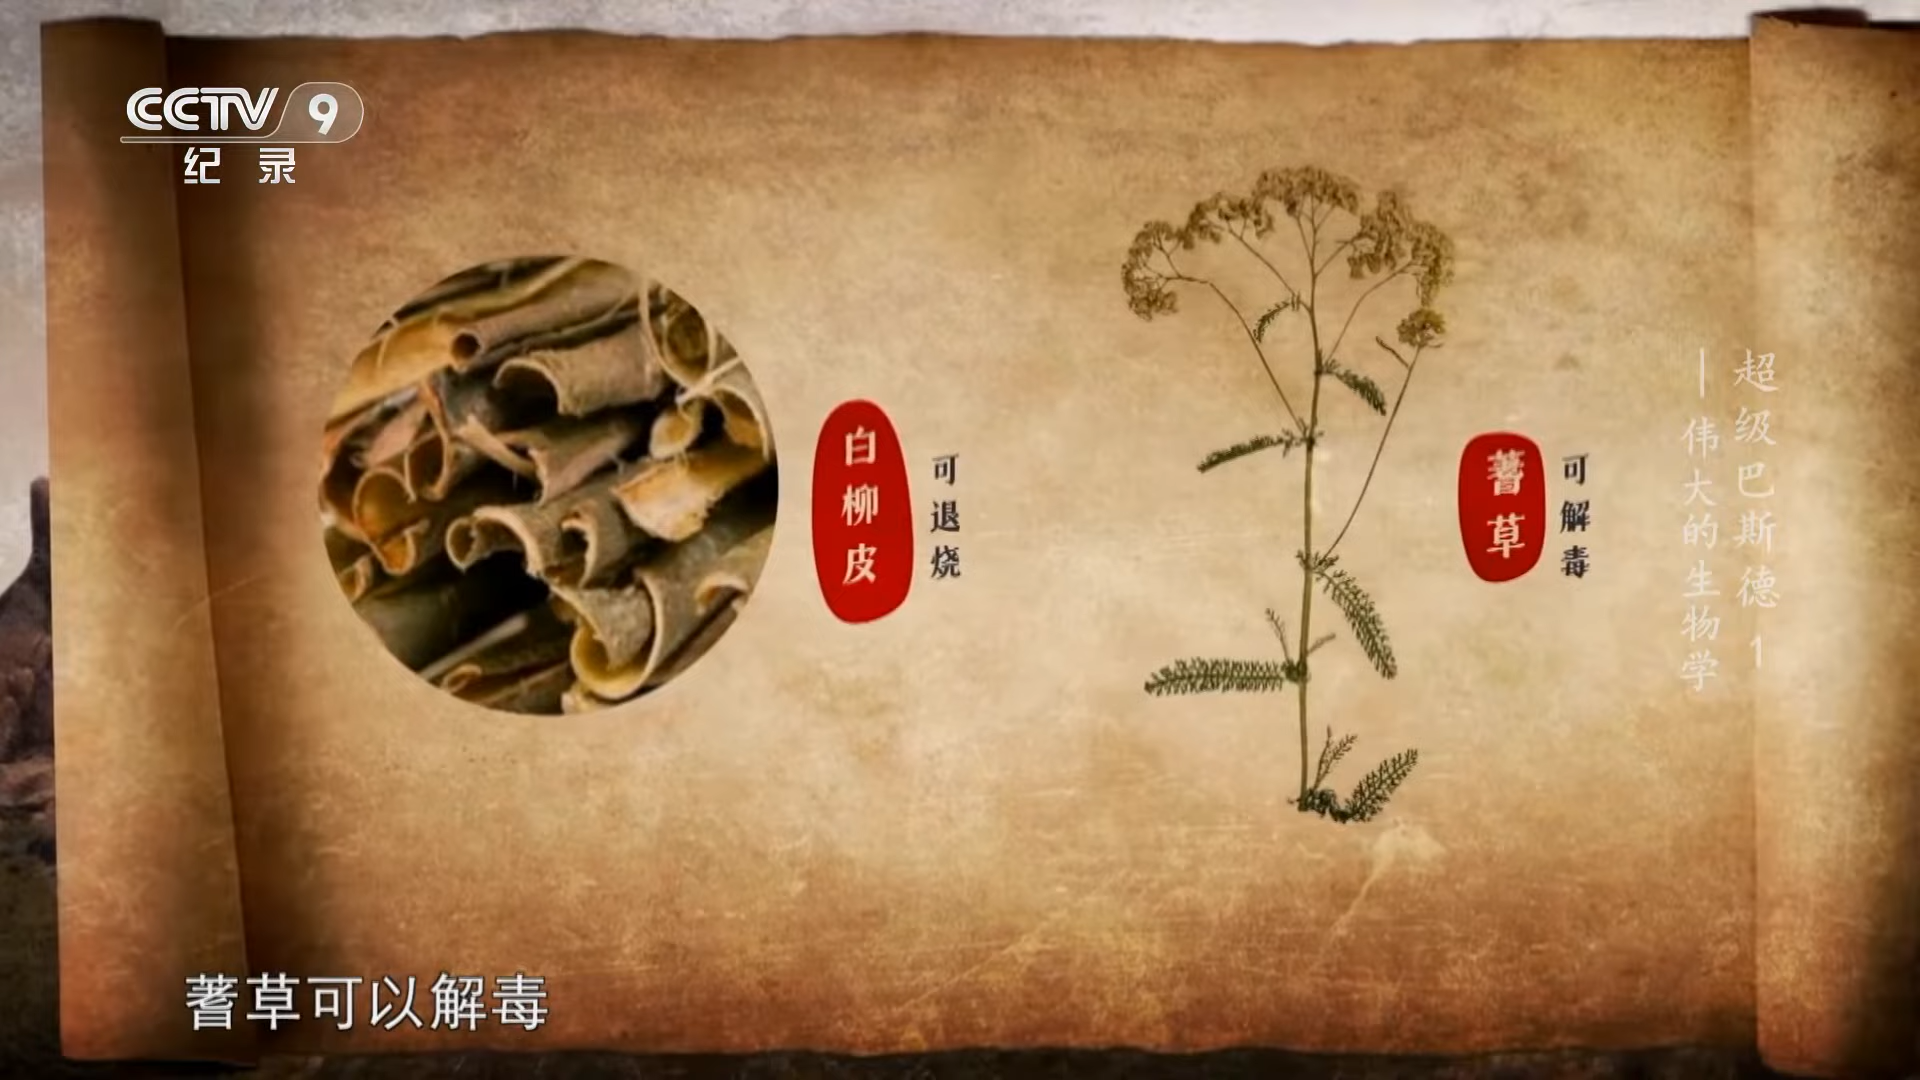 CCTV 9
纪录
白柳皮
可退烧
蓍草
可解毒
超级巴斯德 1
—伟大的生物学
蓍草可以解毒